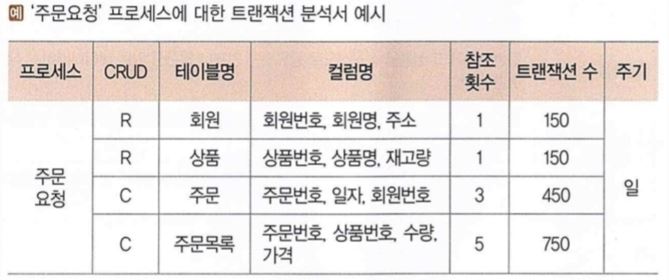 예 '주문요청' 프로세스에 대한 트랜잭션 분석서 예시
프로세스 CRUD 테이블명 컬럼명 참조 횟수 트랜잭션 수 주기
주문 요청
R 회원 회원번호, 회원명, 주소 1 150
R 상품 상품번호, 상품명, 재고량 1 150
C 주문 주문번호, 일자, 회원번호 3 450
C 주문목록 주문번호, 상품번호, 수량, 가격 5 750
일